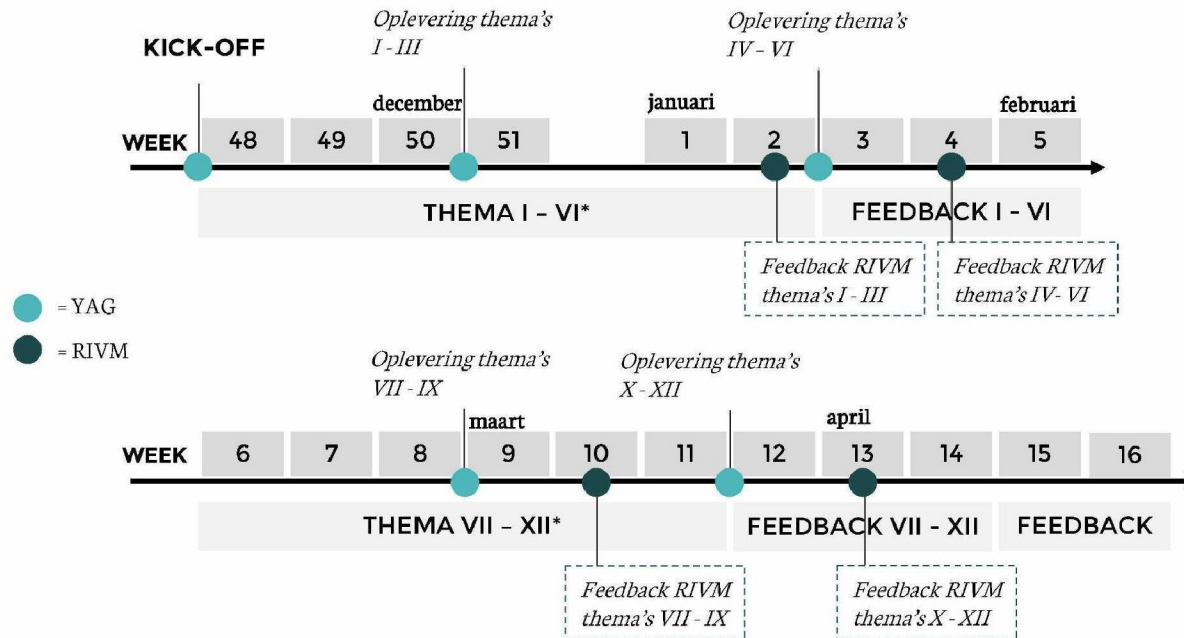 Oplevering thema's
I - III
Oplevering thema's
IV - VI
KICK-OFF
december
januari
februari
WEEK 48 49 50 51 1 2 3 4 5
THEMA I - VI*
FEEDBACK I - VI
Feedback RIVM
thema's I - III
Feedback RIVM
thema's IV- VI
= YAG
= RIVM
Oplevering thema's
VII - IX
Oplevering thema's
X - XII
maart
april
WEEK 6 7 8 9 10 11 12 13 14 15 16
THEMA VII - XII*
FEEDBACK VII - XII
FEEDBACK
Feedback RIVM
thema's VII - IX
Feedback RIVM
thema's X - XII